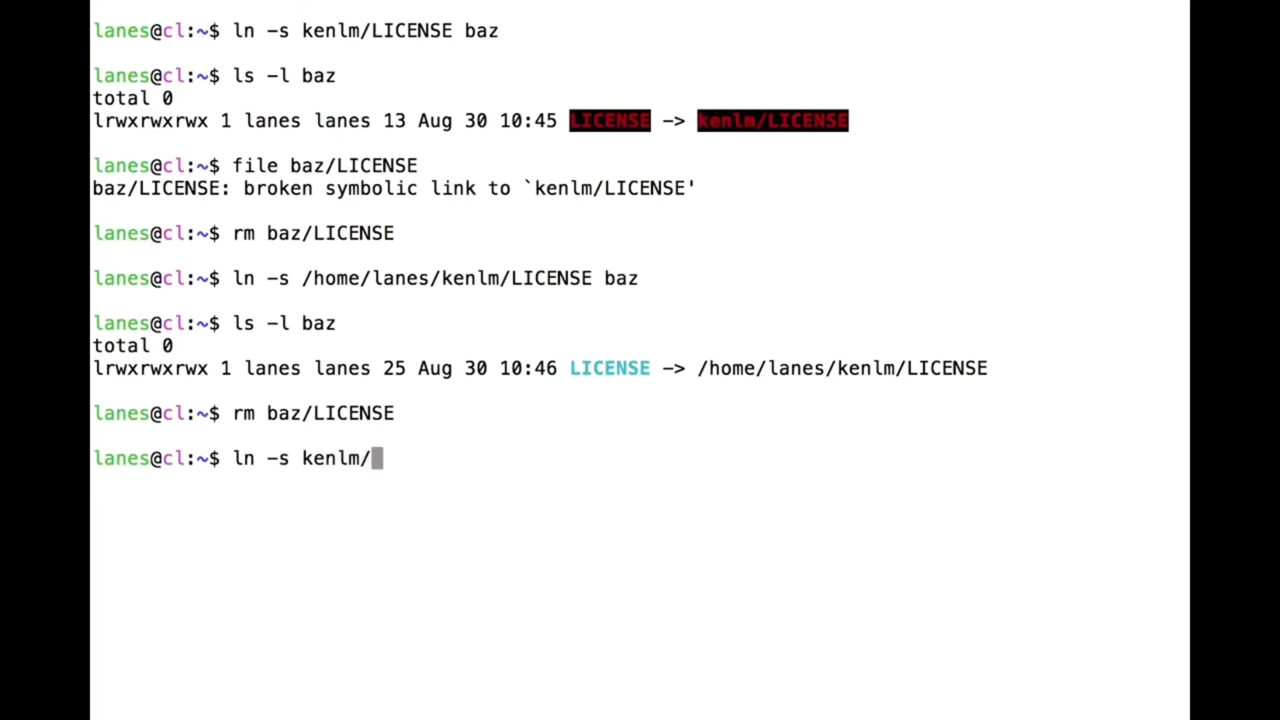 lanes@cl:~$ ln -s kenlm/LICENSE baz
lanes@cl:~$ ls -l baz
total 0
lrwxrwxrwx 1 lanes lanes 13 Aug 30 10:45 LICENSE -> kenlm/LICENSE
lanes@cl:~$ file baz/LICENSE
baz/LICENSE: broken symbolic link to `kenlm/LICENSE'
lanes@cl:~$ rm baz/LICENSE
lanes@cl:~$ ln -s /home/lanes/kenlm/LICENSE baz
lanes@cl:~$ ls -l baz
total 0
lrwxrwxrwx 1 lanes lanes 25 Aug 30 10:46 LICENSE -> /home/lanes/kenlm/LICENSE
lanes@cl:~$ rm baz/LICENSE
lanes@cl:~$ ln -s kenlm/